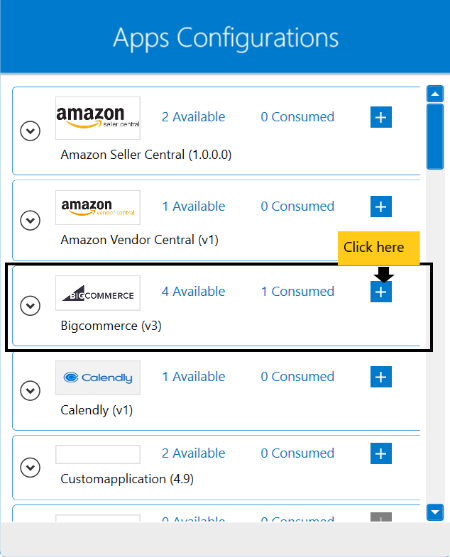 Apps Configurations
amazon
seller central
2 Available
0 Consumed
Amazon Seller Central (1.0.0.0)
amazon
vendor central
1 Available
0 Consumed
Amazon Vendor Central (v1)
Click here
BIGCOMMERCE
4 Available
1 Consumed
Bigcommerce (v3)
Calendly
1 Available
0 Consumed
Calendly (v1)
2 Available
0 Consumed
Customapplication (4.9)
0 Available
0 Consumed